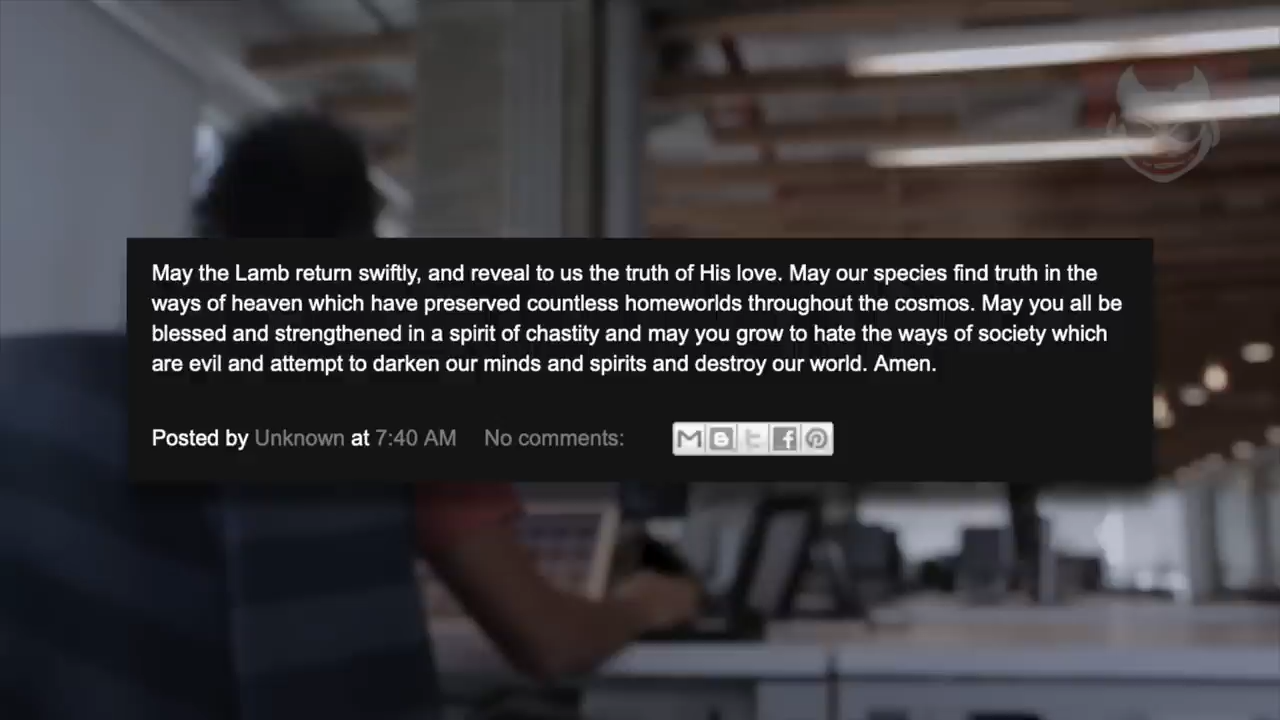 May the Lamb return swiftly, and reveal to us the truth of His love. May our species find truth in the
ways of heaven which have preserved countless homeworlds throughout the cosmos. May you all be
blessed and strengthened in a spirit of chastity and may you grow to hate the ways of society which
are evil and attempt to darken our minds and spirits and destroy our world. Amen.
Posted by Unknown at 7:40 AM No comments: